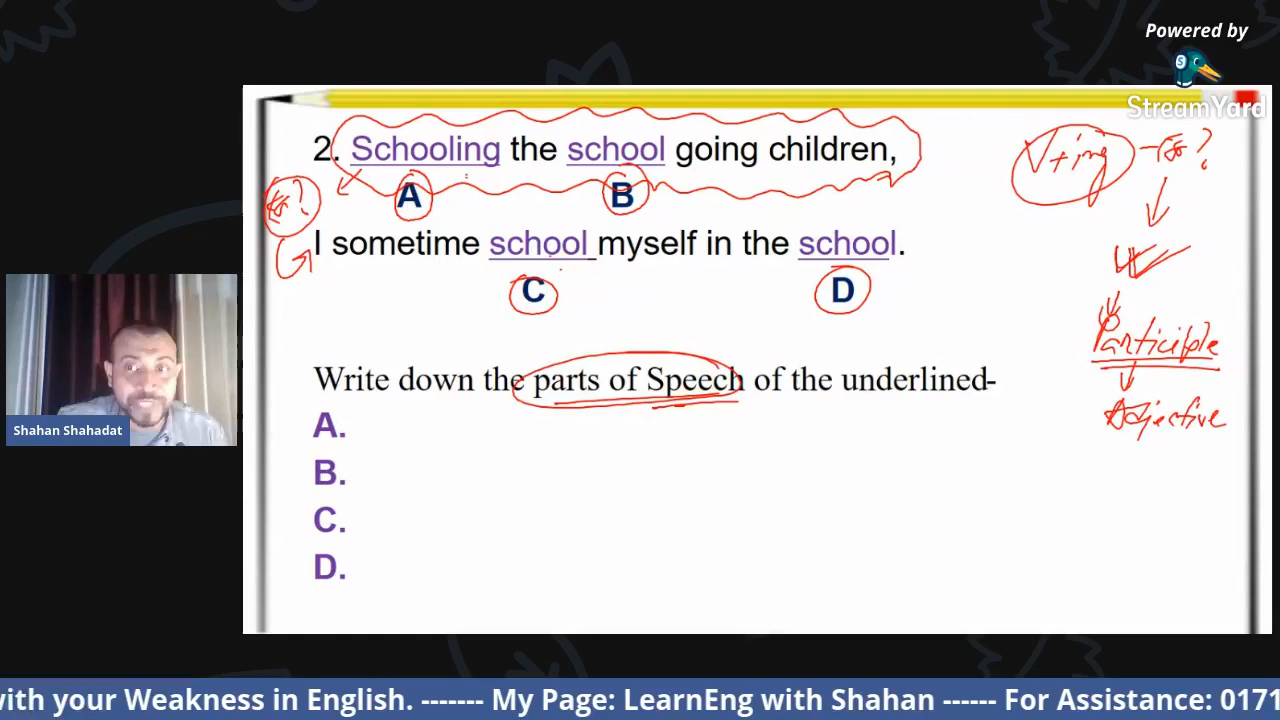 Powered by
StreamYard
2. Schooling the school going children,
A B
I sometime school myself in the school.
C D
V+ing
Participle
Adjective
Write down the parts of Speech of the underlined-
A.
B.
C.
D.
Shahan Shahadat
with your Weakness in English. ------- My Page: LearnEng with Shahan ------ For Assistance: 0171